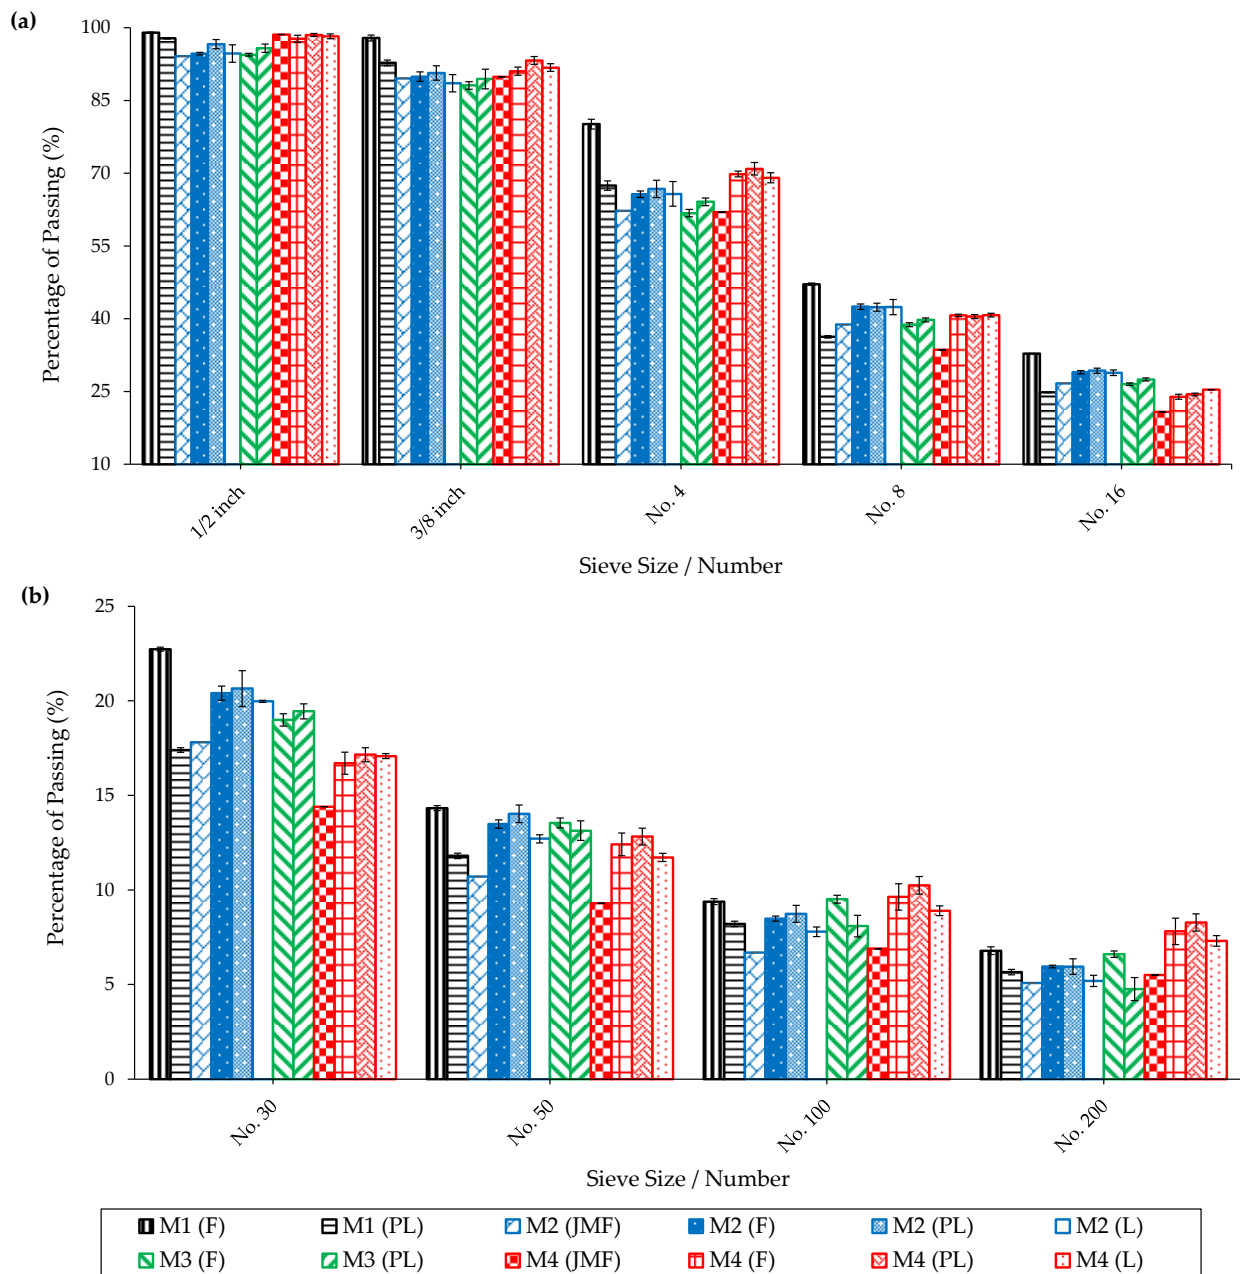 (a)
100
85
70
55
40
25
10
Percentage of Passing (%)
1/2 inch
3/8 inch
No. 4
No. 8
No. 16
Sieve Size / Number
(b)
25
20
15
10
5
0
Percentage of Passing (%)
No. 30
No. 50
No. 100
No. 200
Sieve Size / Number
M1 (F) M1 (PL) M2 (JMF) M2 (F) M2 (PL) M2 (L)
M3 (F) M3 (PL) M4 (JMF) M4 (F) M4 (PL) M4 (L)